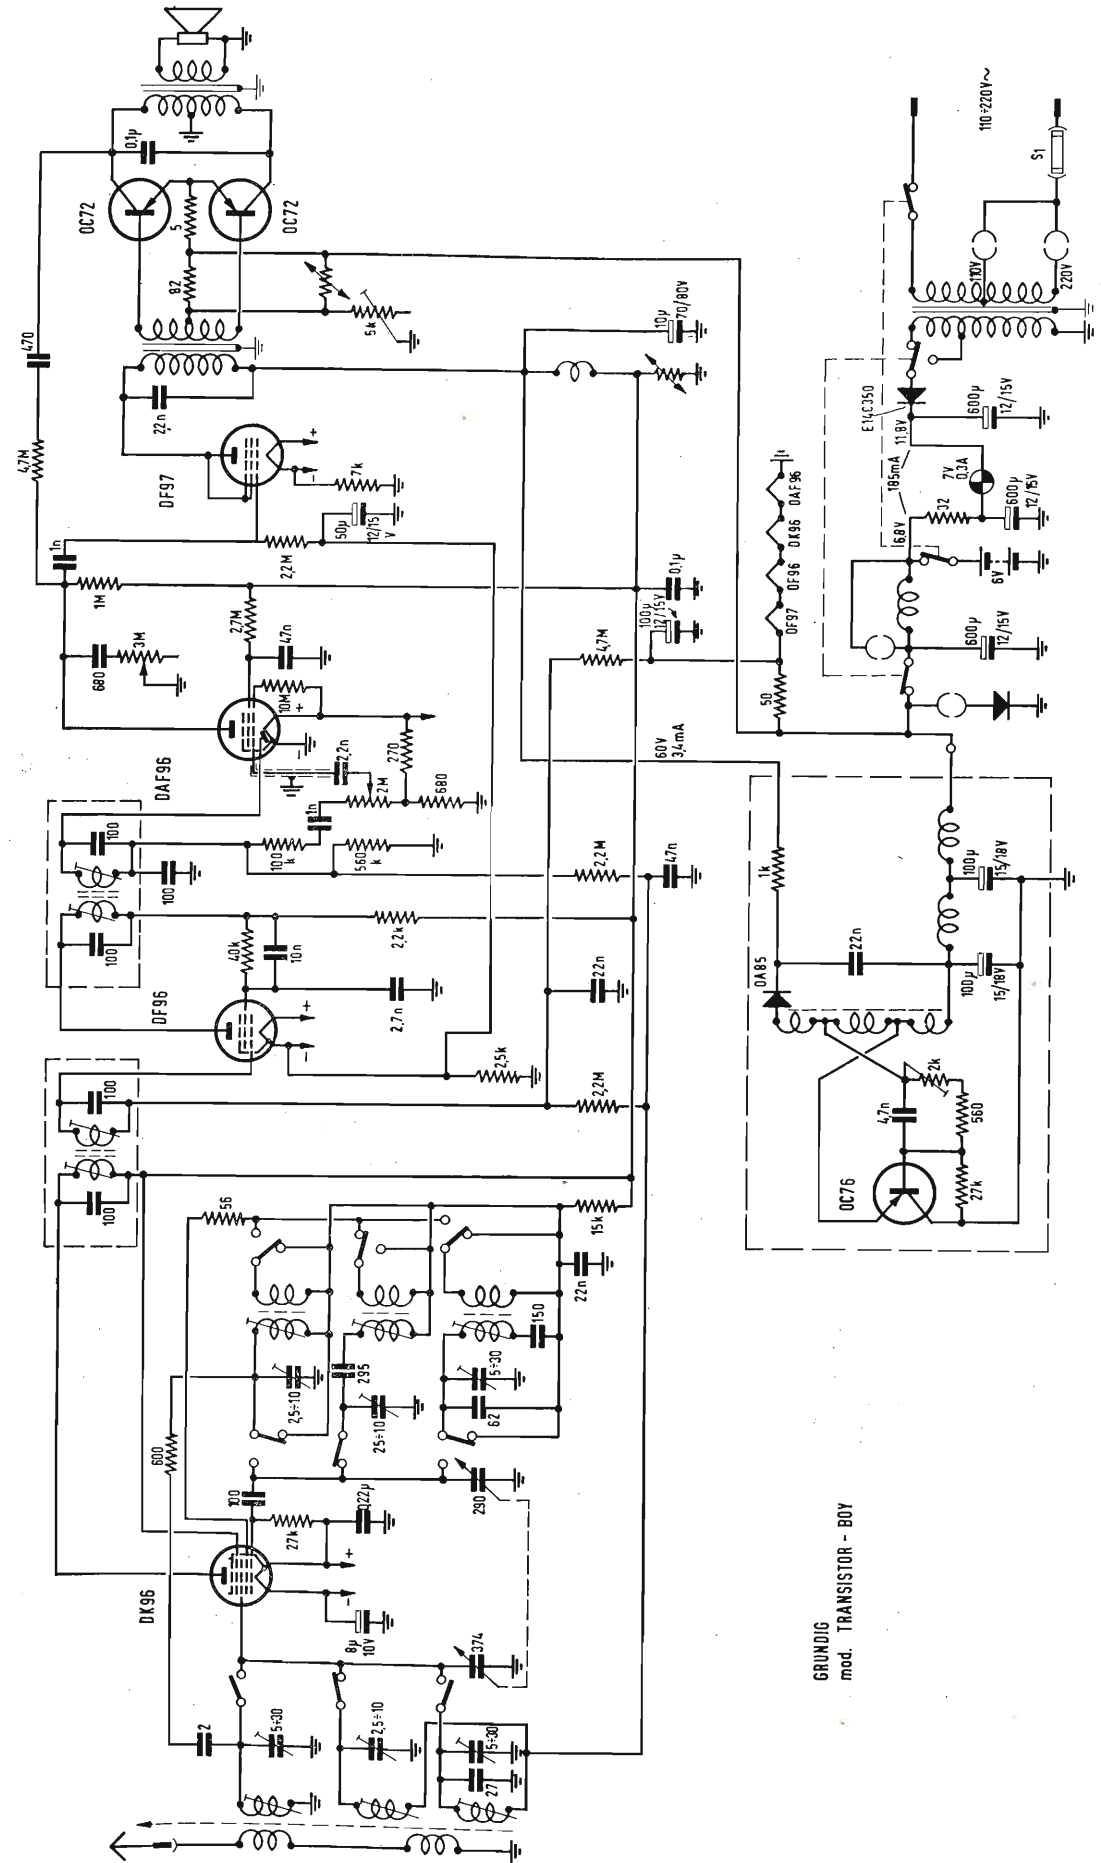 OC72
0,1µ
OC72
5
82
5k
470
4,7M
22n
DF97
7k
50µ
12/15
V
10µ
70/80V
1n
1M
2,2M
2,7M
47n
680
3M
10M
DAF96
2,2n
2M
270
680
1n
100
k
560
k
100
100
100
40k
10n
2,2k
2,7n
DF96
2,5k
100
100
4,7M
100µ
12/15V
0,1µ
2,2M
47n
22n
2,2M
15k
22n
56
150
295
2,5÷10
25÷10
5÷30
62
600
100
27k
0,22µ
290
DK96
8µ
10V
374
2
5÷30
2,5÷10
5÷30
27
+
−
+
−
+
−
+
−
110÷220V~
S1
110V
220V
E14C350
11,8V
185mA
6,8V
7V
0,3A
32
600µ
12/15V
600µ
12/15V
600µ
12/15V
6V
DAF96
DK96
DF96
DF97
50
60V
3,4mA
1k
OA85
22n
100µ
15/18V
100µ
15/18V
2k
4,7n
560
27k
OC76
GRUNDIG
mod. TRANSISTOR - BOY